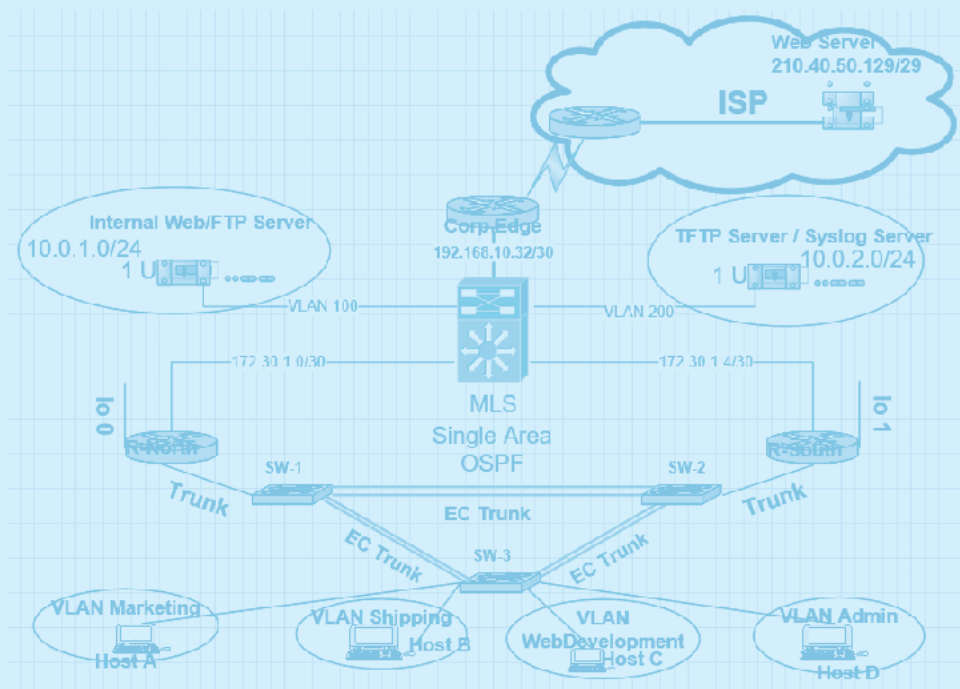 Web Server
210.40.50.129/29
ISP
Internal Web/FTP Server
10.0.1.0/24
1 U
Corp Edge
192.168.10.32/30
TFTP Server / Syslog Server
10.0.2.0/24
1 U
VLAN 100
VLAN 200
172.30.1.0/30
172.30.1.4/30
lo 0
lo 1
MLS
Single Area
OSPF
R-North
R-South
SW-1
SW-2
Trunk
EC Trunk
Trunk
EC Trunk
EC Trunk
SW-3
VLAN Marketing
Host A
VLAN Shipping
Host B
VLAN
WebDevelopment
Host C
VLAN Admin
Host D